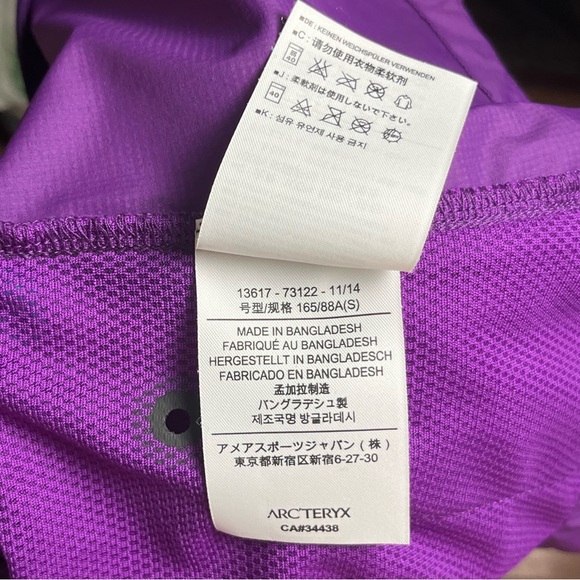 ■DE: KEINEN WEICHSPÜLER VERWENDEN
■C: 请勿使用衣物柔软剂
40
■J: 柔軟剤は使用しないで下さい。
40
■K: 섬유 유연제 사용 금지
13617 - 73122 - 11/14
号型/规格 165/88A(S)
MADE IN BANGLADESH
FABRIQUÉ AU BANGLADESH
HERGESTELLT IN BANGLADESCH
FABRICADO EN BANGLADESH
孟加拉制造
バングラデシュ製
제조국명 방글라데시
アメアスポーツジャパン（株）
東京都新宿区新宿6-27-30
ARC'TERYX
CA#34438